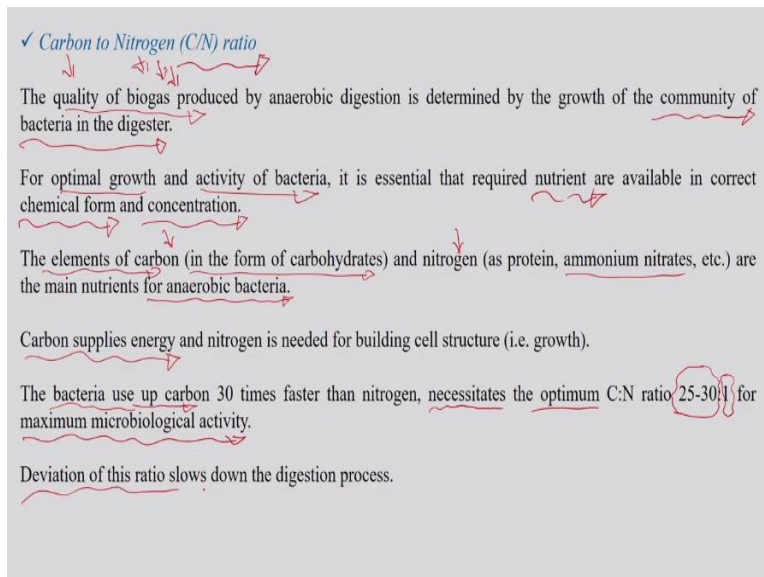 ✓ Carbon to Nitrogen (C/N) ratio
The quality of biogas produced by anaerobic digestion is determined by the growth of the community of
bacteria in the digester.
For optimal growth and activity of bacteria, it is essential that required nutrient are available in correct
chemical form and concentration.
The elements of carbon (in the form of carbohydrates) and nitrogen (as protein, ammonium nitrates, etc.) are
the main nutrients for anaerobic bacteria.
Carbon supplies energy and nitrogen is needed for building cell structure (i.e. growth).
The bacteria use up carbon 30 times faster than nitrogen, necessitates the optimum C:N ratio 25-30:1 for
maximum microbiological activity.
Deviation of this ratio slows down the digestion process.